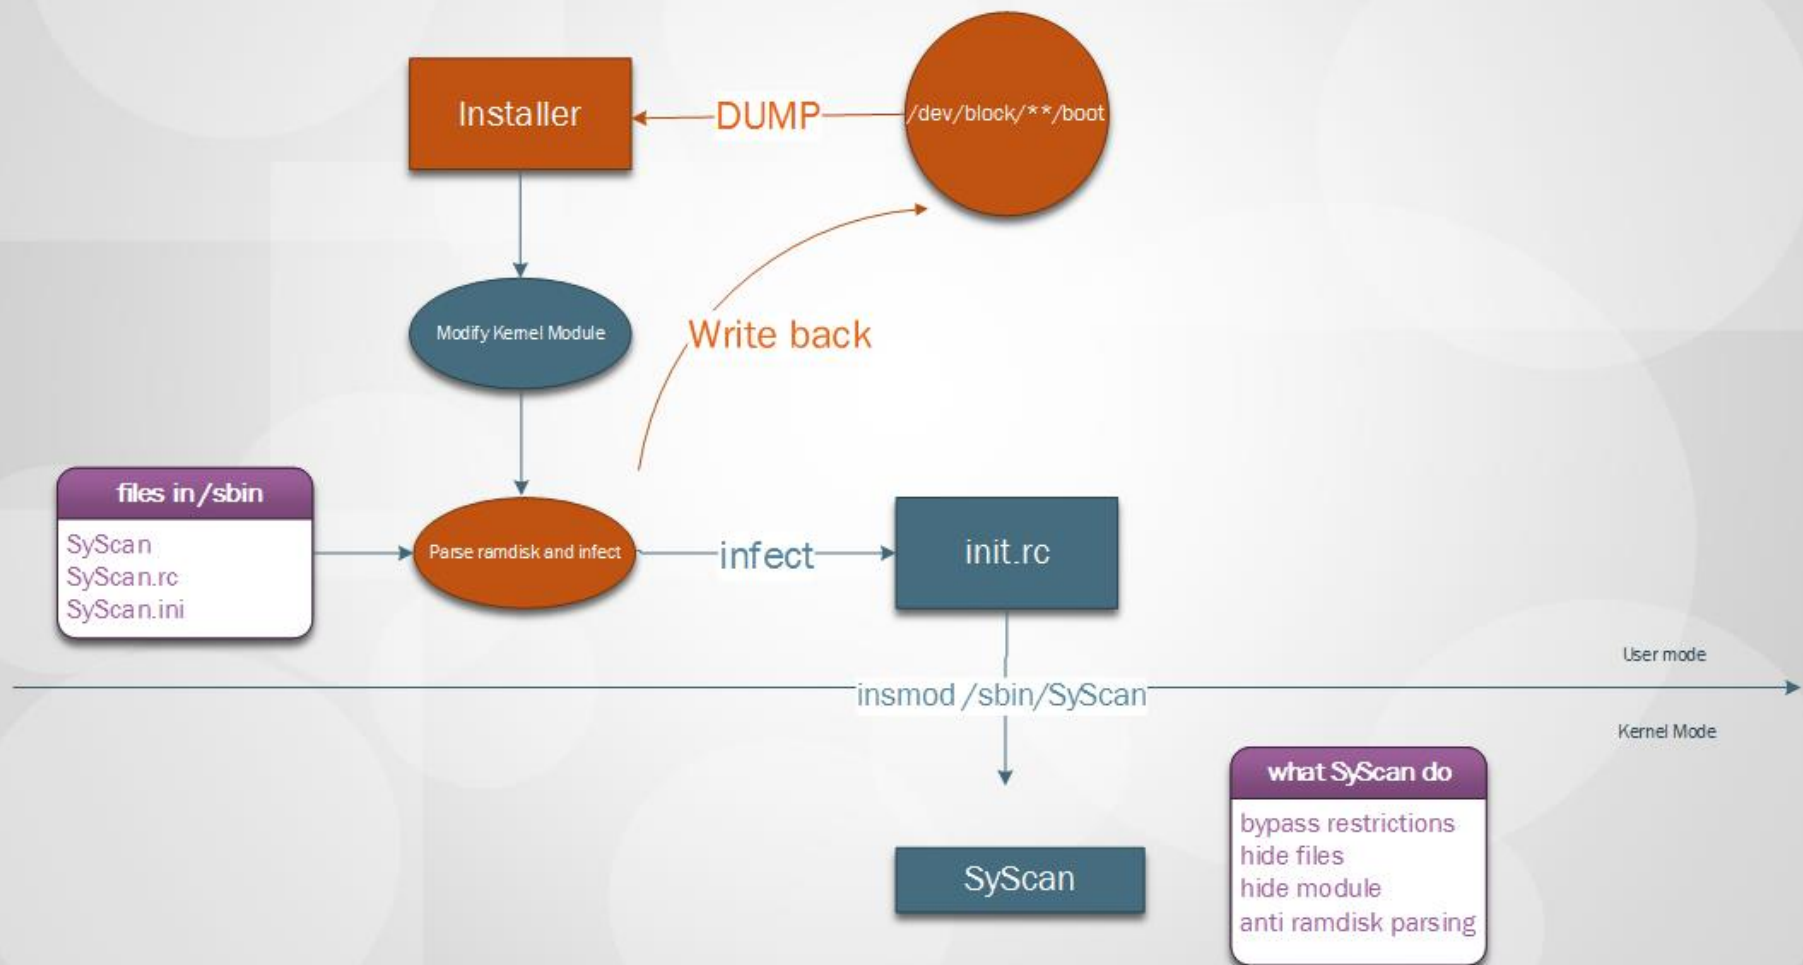 Installer
DUMP
/dev/block/**/boot
Modify Kernel Module
Write back
files in /sbin
SyScan
SyScan.rc
SyScan.ini
Parse ramdisk and infect
infect
init.rc
User mode
insmod /sbin/SyScan
Kernel Mode
SyScan
what SyScan do
bypass restrictions
hide files
hide module
anti ramdisk parsing